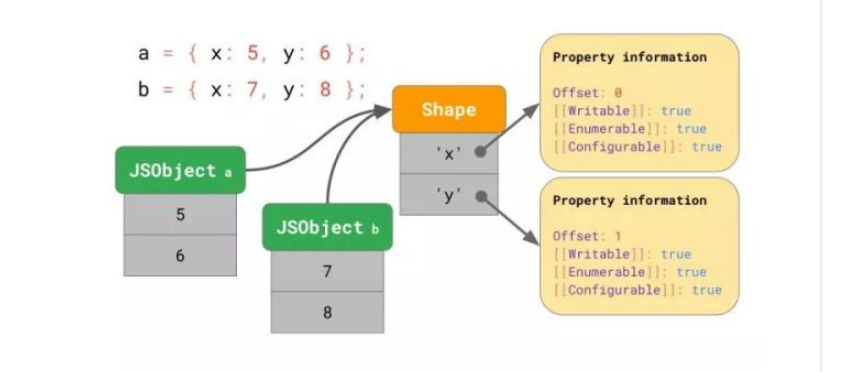 a = { x: 5, y: 6 };
b = { x: 7, y: 8 };
JSObject a
5
6
JSObject b
7
8
Shape
'x'
'y'
Property information
Offset: 0
[[Writable]]: true
[[Enumerable]]: true
[[Configurable]]: true
Property information
Offset: 1
[[Writable]]: true
[[Enumerable]]: true
[[Configurable]]: true